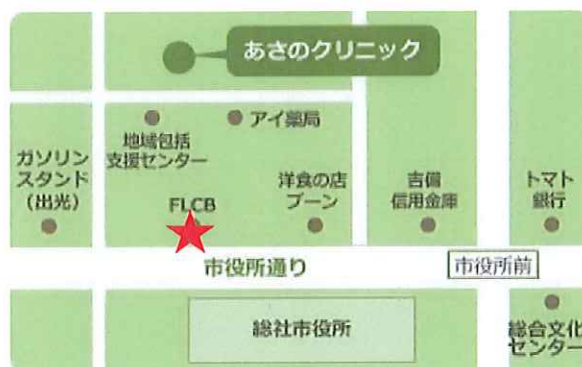 あさのクリニック
アイ薬局
地域包括
支援センター
ガソリン
スタンド
(出光)
FLCB
洋食の店
ブーン
吉備
信用金庫
トマト
銀行
市役所通り
市役所前
総社市役所
総合文化
センター